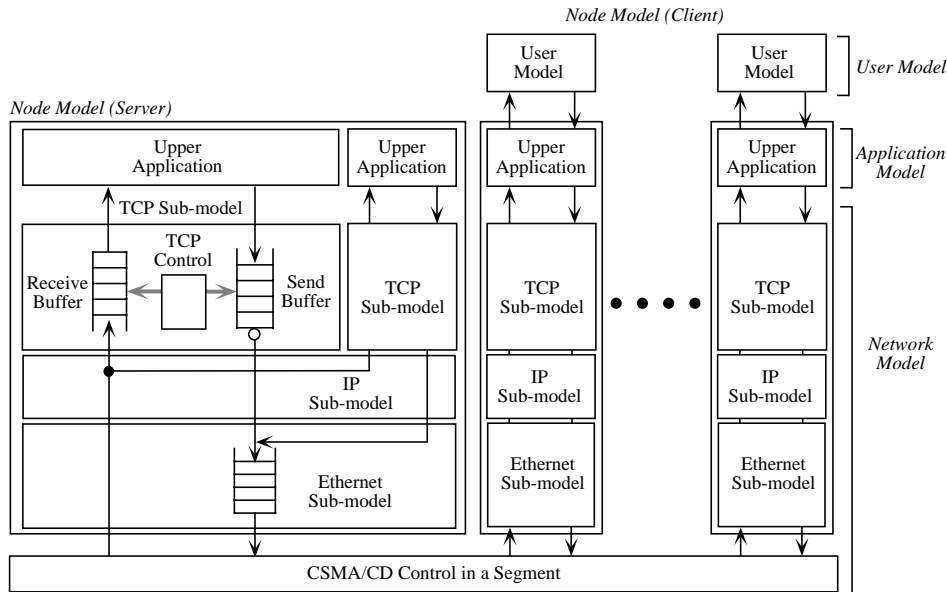 Node Model (Client)
User
Model
User
Model
User Model
Node Model (Server)
Upper
Application
Upper
Application
Upper
Application
Upper
Application
Application
Model
TCP Sub-model
TCP
Control
Receive
Buffer
Send
Buffer
TCP
Sub-model
TCP
Sub-model
TCP
Sub-model
Network
Model
IP
Sub-model
IP
Sub-model
IP
Sub-model
Ethernet
Sub-model
Ethernet
Sub-model
Ethernet
Sub-model
CSMA/CD Control in a Segment